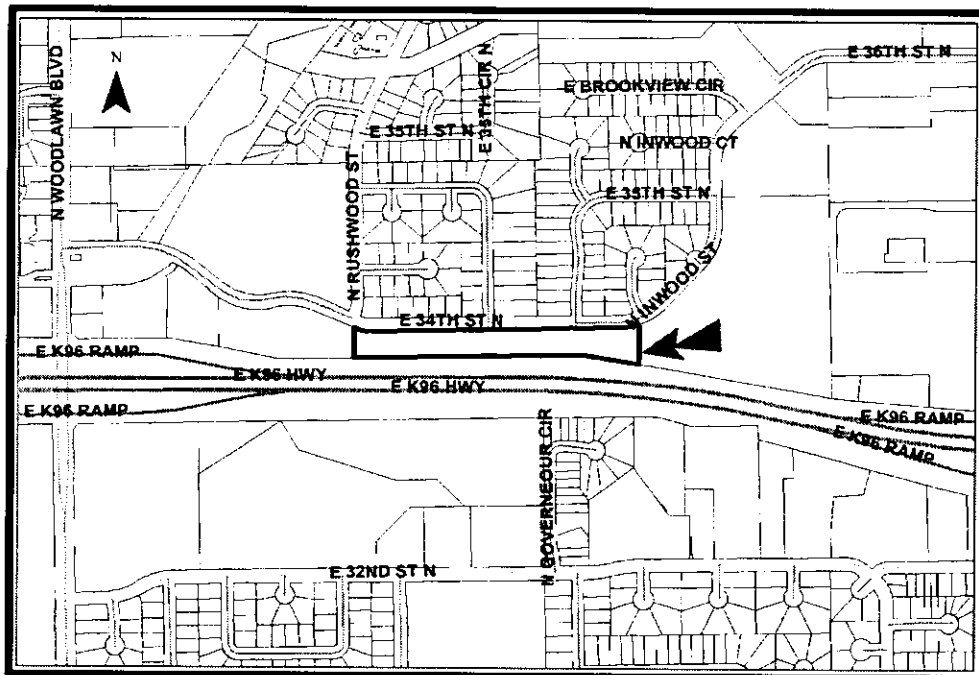 E 36TH ST N
N WOODLAWN BLVD
N
E 35TH CIR N
E BROOKVIEW CIR
E 35TH ST N
N INWOOD CT
N RUSHWOOD ST
E 35TH ST N
N INWOOD ST
E 34TH ST N
E K96 RAMP
E K96 HWY
E K96 HWY
E K96 RAMP
E K96 RAMP
E K96 RAMP
N GOVERNEOUR CIR
E 32ND ST N